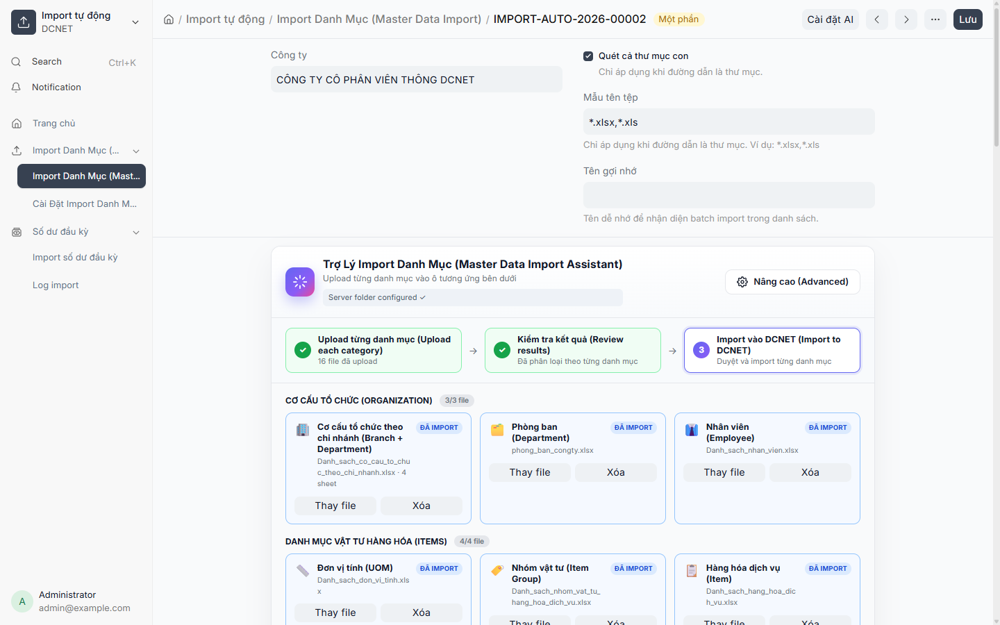 Import tự động
DCNET
Search
Ctrl+K
Notification
Trang chủ
Import Danh Mục (...
Import Danh Mục (Mast...
Cài Đặt Import Danh M...
Số dư đầu kỳ
Import số dư đầu kỳ
Log import
A
Administrator
admin@example.com
/ Import tự động / Import Danh Mục (Master Data Import) / IMPORT-AUTO-2026-00002
Một phần
Cài đặt AI
Lưu
Công ty
CÔNG TY CỔ PHẦN VIỄN THÔNG DCNET
Quét cả thư mục con
Chỉ áp dụng khi đường dẫn là thư mục.
Mẫu tên tệp
*.xlsx,*.xls
Chỉ áp dụng khi đường dẫn là thư mục. Ví dụ: *.xlsx,*.xls
Tên gợi nhớ
Tên dễ nhớ để nhận diện batch import trong danh sách.
Trợ Lý Import Danh Mục (Master Data Import Assistant)
Upload từng danh mục vào ô tương ứng bên dưới
Server folder configured ✓
Nâng cao (Advanced)
Upload từng danh mục (Upload
each category)
16 file đã upload
→
Kiểm tra kết quả (Review
results)
Đã phân loại theo từng danh mục
→
3
Import vào DCNET (Import to
DCNET)
Duyệt và import từng danh mục
CƠ CẤU TỔ CHỨC (ORGANIZATION)
3/3 file
Cơ cấu tổ chức theo
chi nhánh (Branch +
Department)
ĐÃ IMPORT
Danh_sach_co_cau_to_chu
c_theo_chi_nhanh.xlsx · 4
sheet
Thay file
Xóa
Phòng ban
(Department)
ĐÃ IMPORT
phong_ban_congty.xlsx
Thay file
Xóa
Nhân viên
(Employee)
ĐÃ IMPORT
Danh_sach_nhan_vien.xlsx
Thay file
Xóa
DANH MỤC VẬT TƯ HÀNG HÓA (ITEMS)
4/4 file
Đơn vị tính (UOM)
ĐÃ IMPORT
Danh_sach_don_vi_tinh.xls
x
Thay file
Xóa
Nhóm vật tư (Item
Group)
ĐÃ IMPORT
Danh_sach_nhom_vat_tu_
hang_hoa_dich_vu.xlsx
Thay file
Xóa
Hàng hóa dịch vụ
(Item)
ĐÃ IMPORT
Danh_sach_hang_hoa_dic
h_vu.xlsx
Thay file
Xóa